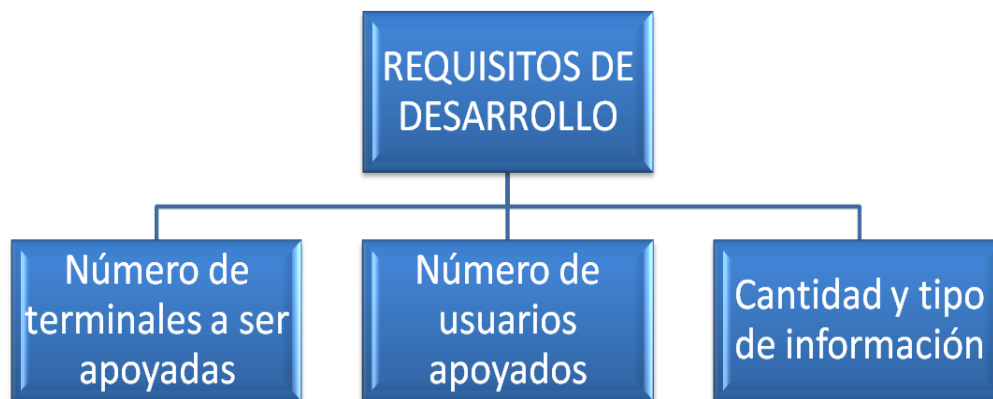 REQUISITOS DE
DESARROLLO
Número de
terminales a ser
apoyadas
Número de
usuarios
apoyados
Cantidad y tipo
de información